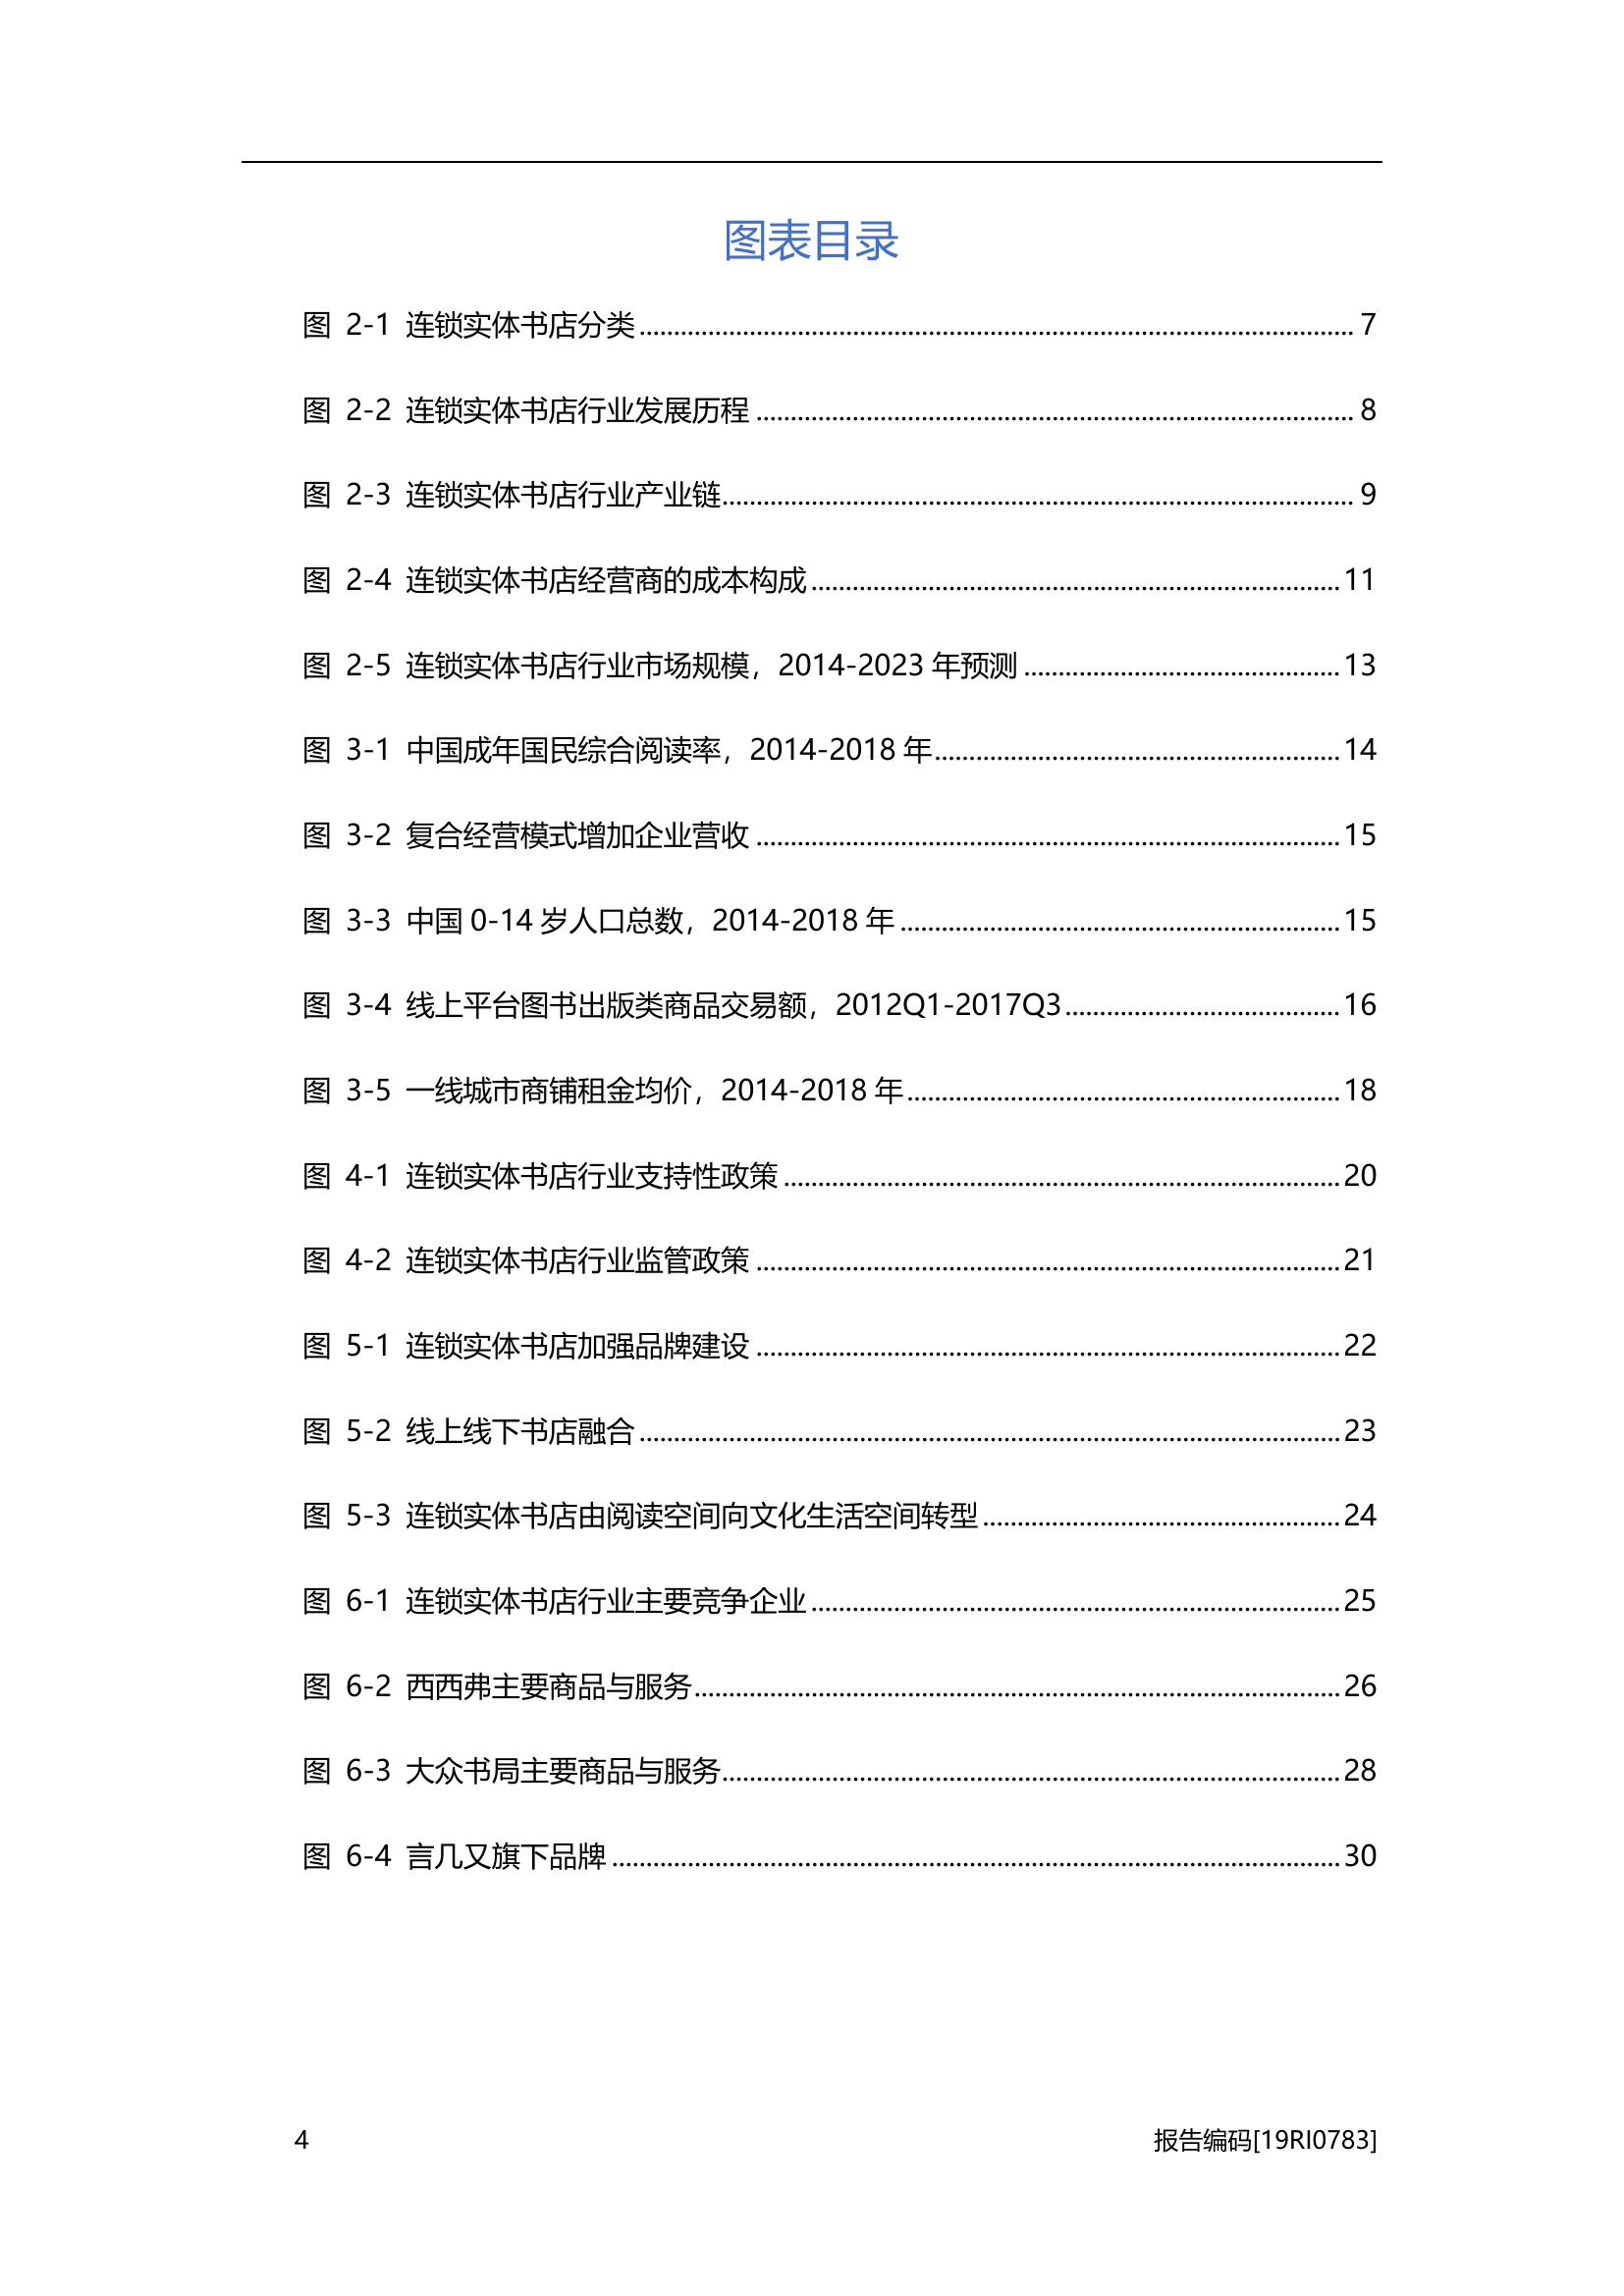 图表目录
图 2-1 连锁实体书店分类........................................ 7
图 2-2 连锁实体书店行业发展历程........................................ 8
图 2-3 连锁实体书店行业产业链........................................ 9
图 2-4 连锁实体书店经营商的成本构成........................................ 11
图 2-5 连锁实体书店行业市场规模，2014-2023 年预测........................................ 13
图 3-1 中国成年国民综合阅读率，2014-2018 年........................................ 14
图 3-2 复合经营模式增加企业营收........................................ 15
图 3-3 中国 0-14 岁人口总数，2014-2018 年........................................ 15
图 3-4 线上平台图书出版类商品交易额，2012Q1-2017Q3........................................ 16
图 3-5 一线城市商铺租金均价，2014-2018 年........................................ 18
图 4-1 连锁实体书店行业支持性政策........................................ 20
图 4-2 连锁实体书店行业监管政策........................................ 21
图 5-1 连锁实体书店加强品牌建设........................................ 22
图 5-2 线上线下书店融合........................................ 23
图 5-3 连锁实体书店由阅读空间向文化生活空间转型........................................ 24
图 6-1 连锁实体书店行业主要竞争企业........................................ 25
图 6-2 西西弗主要商品与服务........................................ 26
图 6-3 大众书局主要商品与服务........................................ 28
图 6-4 言几又旗下品牌........................................ 30
4 报告编码[19RI0783]